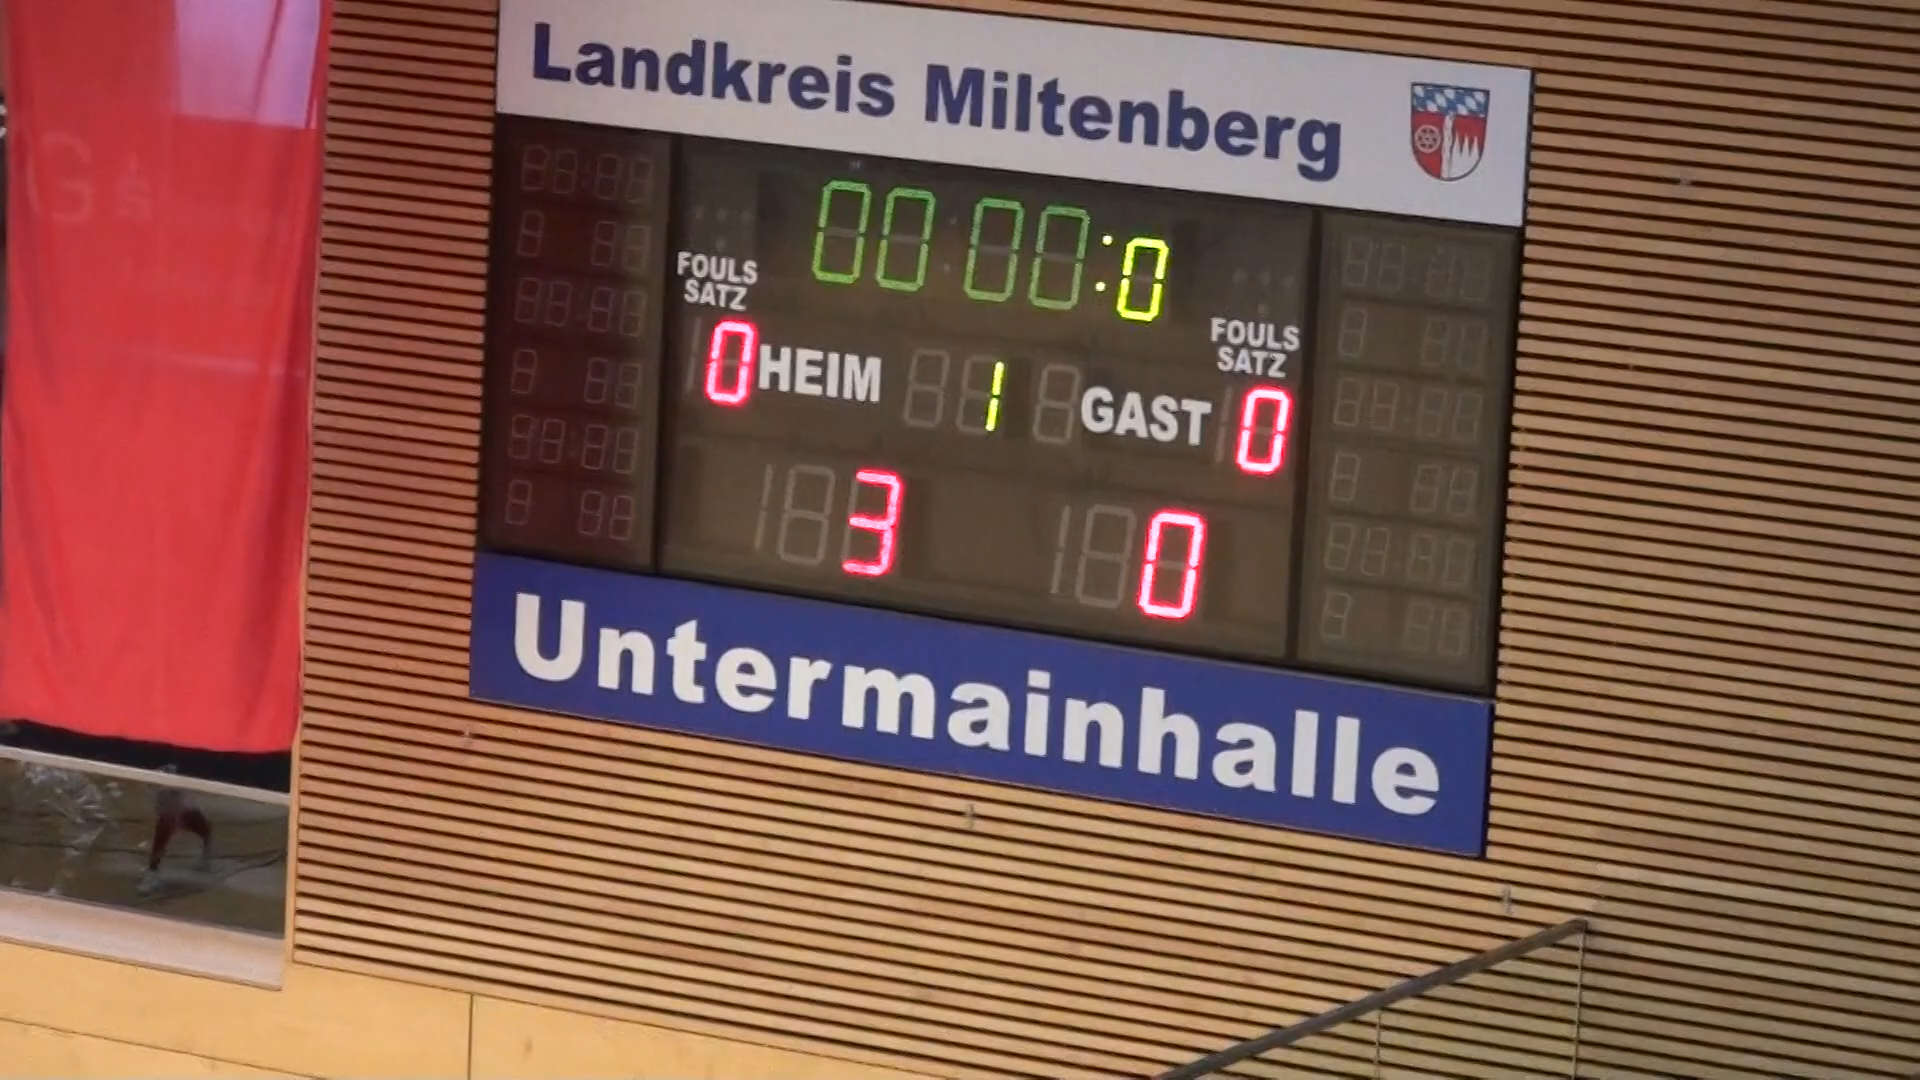 Landkreis Miltenberg
00 00:0
FOULS
SATZ
FOULS
SATZ
0 HEIM 1 GAST 0
3 0
Untermainhalle